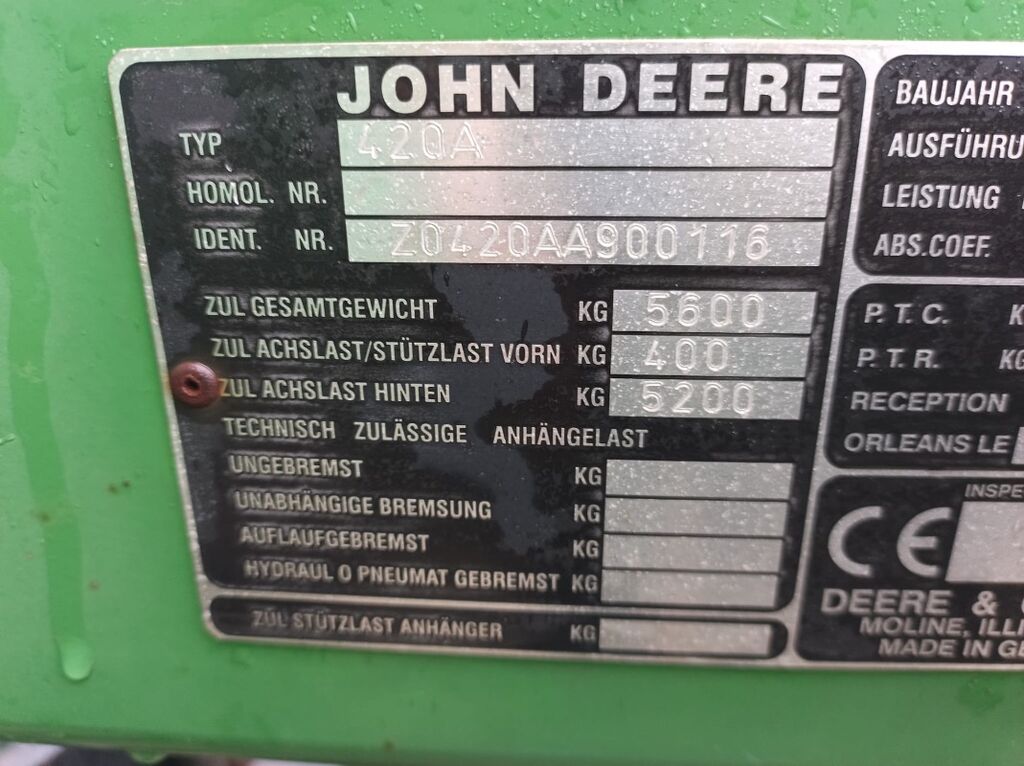 JOHN DEERE
TYP 420A
HOMOL. NR.
IDENT. NR. Z0420AA900116
ZUL GESAMTGEWICHT KG 5600
ZUL ACHSLAST/STÜTZLAST VORN KG 400
ZUL ACHSLAST HINTEN KG 5200
TECHNISCH ZULÄSSIGE ANHÄNGELAST
UNGEBREMST KG
UNABHÄNGIGE BREMSUNG KG
AUFLAUFGEBREMST KG
HYDRAUL O PNEUMAT GEBREMST KG
ZUL STÜTZLAST ANHÄNGER KG
BAUJAHR
AUSFÜHRU
LEISTUNG
ABS.COEF.
P.T.C. K
P.T.R. KG
RECEPTION
ORLEANS LE
INSPE
CE
DEERE &
MOLINE, ILLI
MADE IN GE